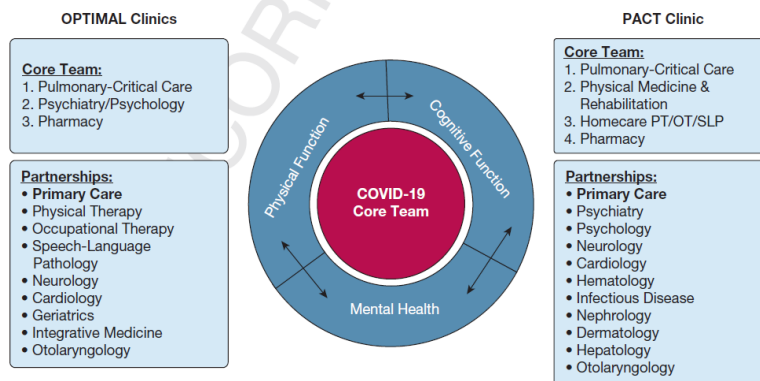 OPTIMAL Clinics
Core Team:
1. Pulmonary-Critical Care
2. Psychiatry/Psychology
3. Pharmacy
Partnerships:
• Primary Care
• Physical Therapy
• Occupational Therapy
• Speech-Language
Pathology
• Neurology
• Cardiology
• Geriatrics
• Integrative Medicine
• Otolaryngology
Physical Function
Cognitive Function
Mental Health
COVID-19
Core Team
PACT Clinic
Core Team:
1. Pulmonary-Critical Care
2. Physical Medicine &
Rehabilitation
3. Homecare PT/OT/SLP
4. Pharmacy
Partnerships:
• Primary Care
• Psychiatry
• Psychology
• Neurology
• Cardiology
• Hematology
• Infectious Disease
• Nephrology
• Dermatology
• Hepatology
• Otolaryngology